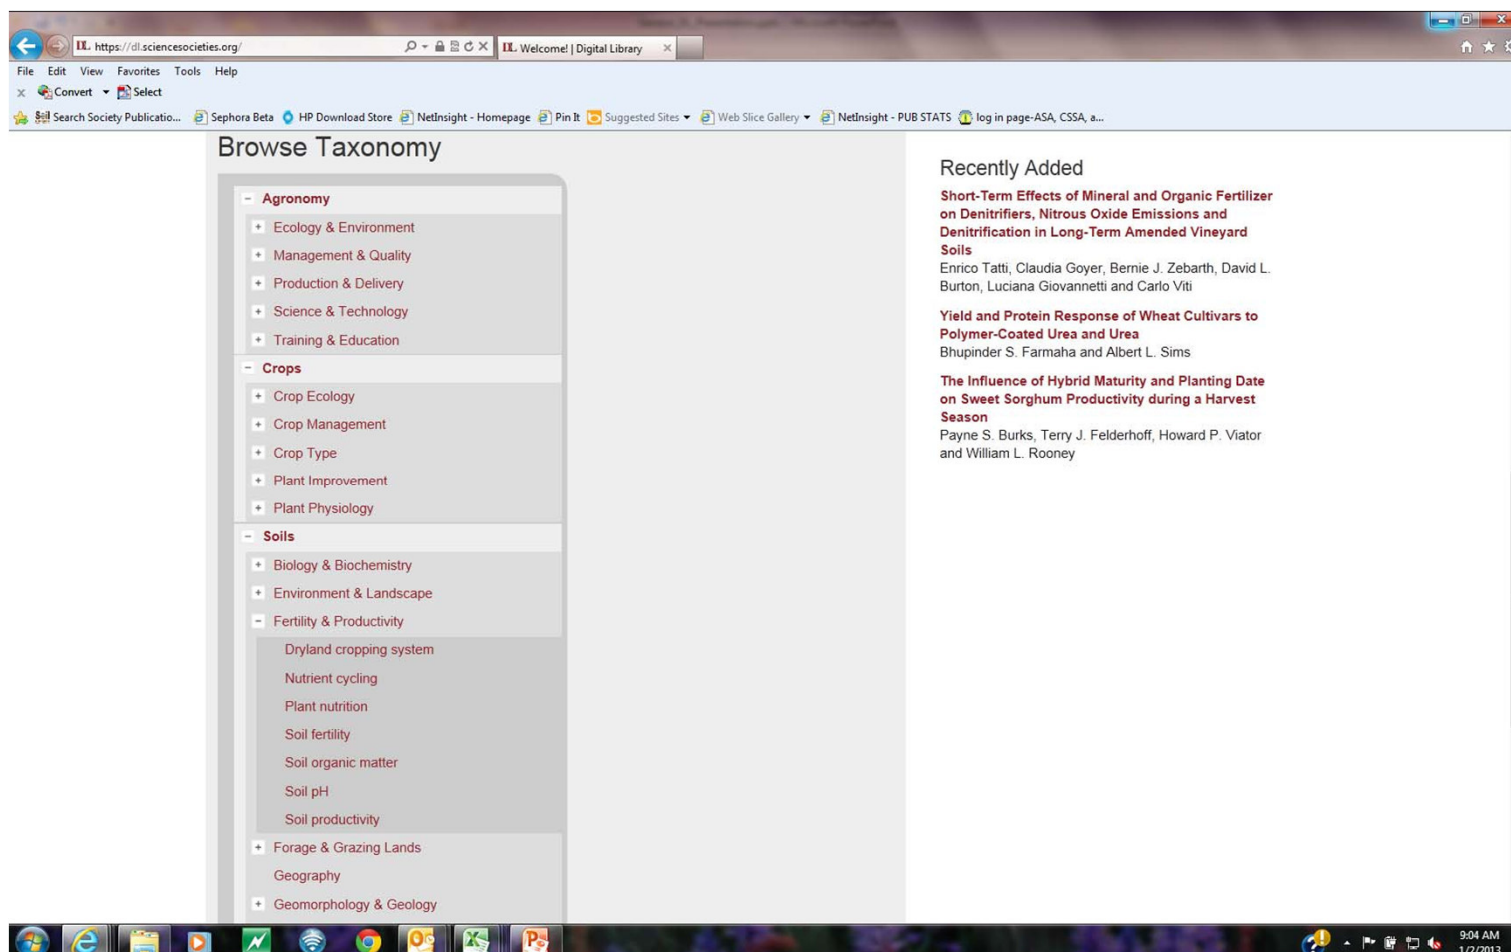 https://dl.sciencesocieties.org/
DL Welcome! | Digital Library
File Edit View Favorites Tools Help
Convert Select
Search Society Publicatio... Sephora Beta HP Download Store NetInsight - Homepage Pin It Suggested Sites Web Slice Gallery NetInsight - PUB STATS log in page-ASA, CSSA, a...
Browse Taxonomy
Agronomy
Ecology & Environment
Management & Quality
Production & Delivery
Science & Technology
Training & Education
Crops
Crop Ecology
Crop Management
Crop Type
Plant Improvement
Plant Physiology
Soils
Biology & Biochemistry
Environment & Landscape
Fertility & Productivity
Dryland cropping system
Nutrient cycling
Plant nutrition
Soil fertility
Soil organic matter
Soil pH
Soil productivity
Forage & Grazing Lands
Geography
Geomorphology & Geology
Recently Added
Short-Term Effects of Mineral and Organic Fertilizer
on Denitrifiers, Nitrous Oxide Emissions and
Denitrification in Long-Term Amended Vineyard
Soils
Enrico Tatti, Claudia Goyer, Bernie J. Zebarth, David L.
Burton, Luciana Giovannetti and Carlo Viti
Yield and Protein Response of Wheat Cultivars to
Polymer-Coated Urea and Urea
Bhupinder S. Farmaha and Albert L. Sims
The Influence of Hybrid Maturity and Planting Date
on Sweet Sorghum Productivity during a Harvest
Season
Payne S. Burks, Terry J. Felderhoff, Howard P. Viator
and William L. Rooney
9:04 AM
1/2/2013